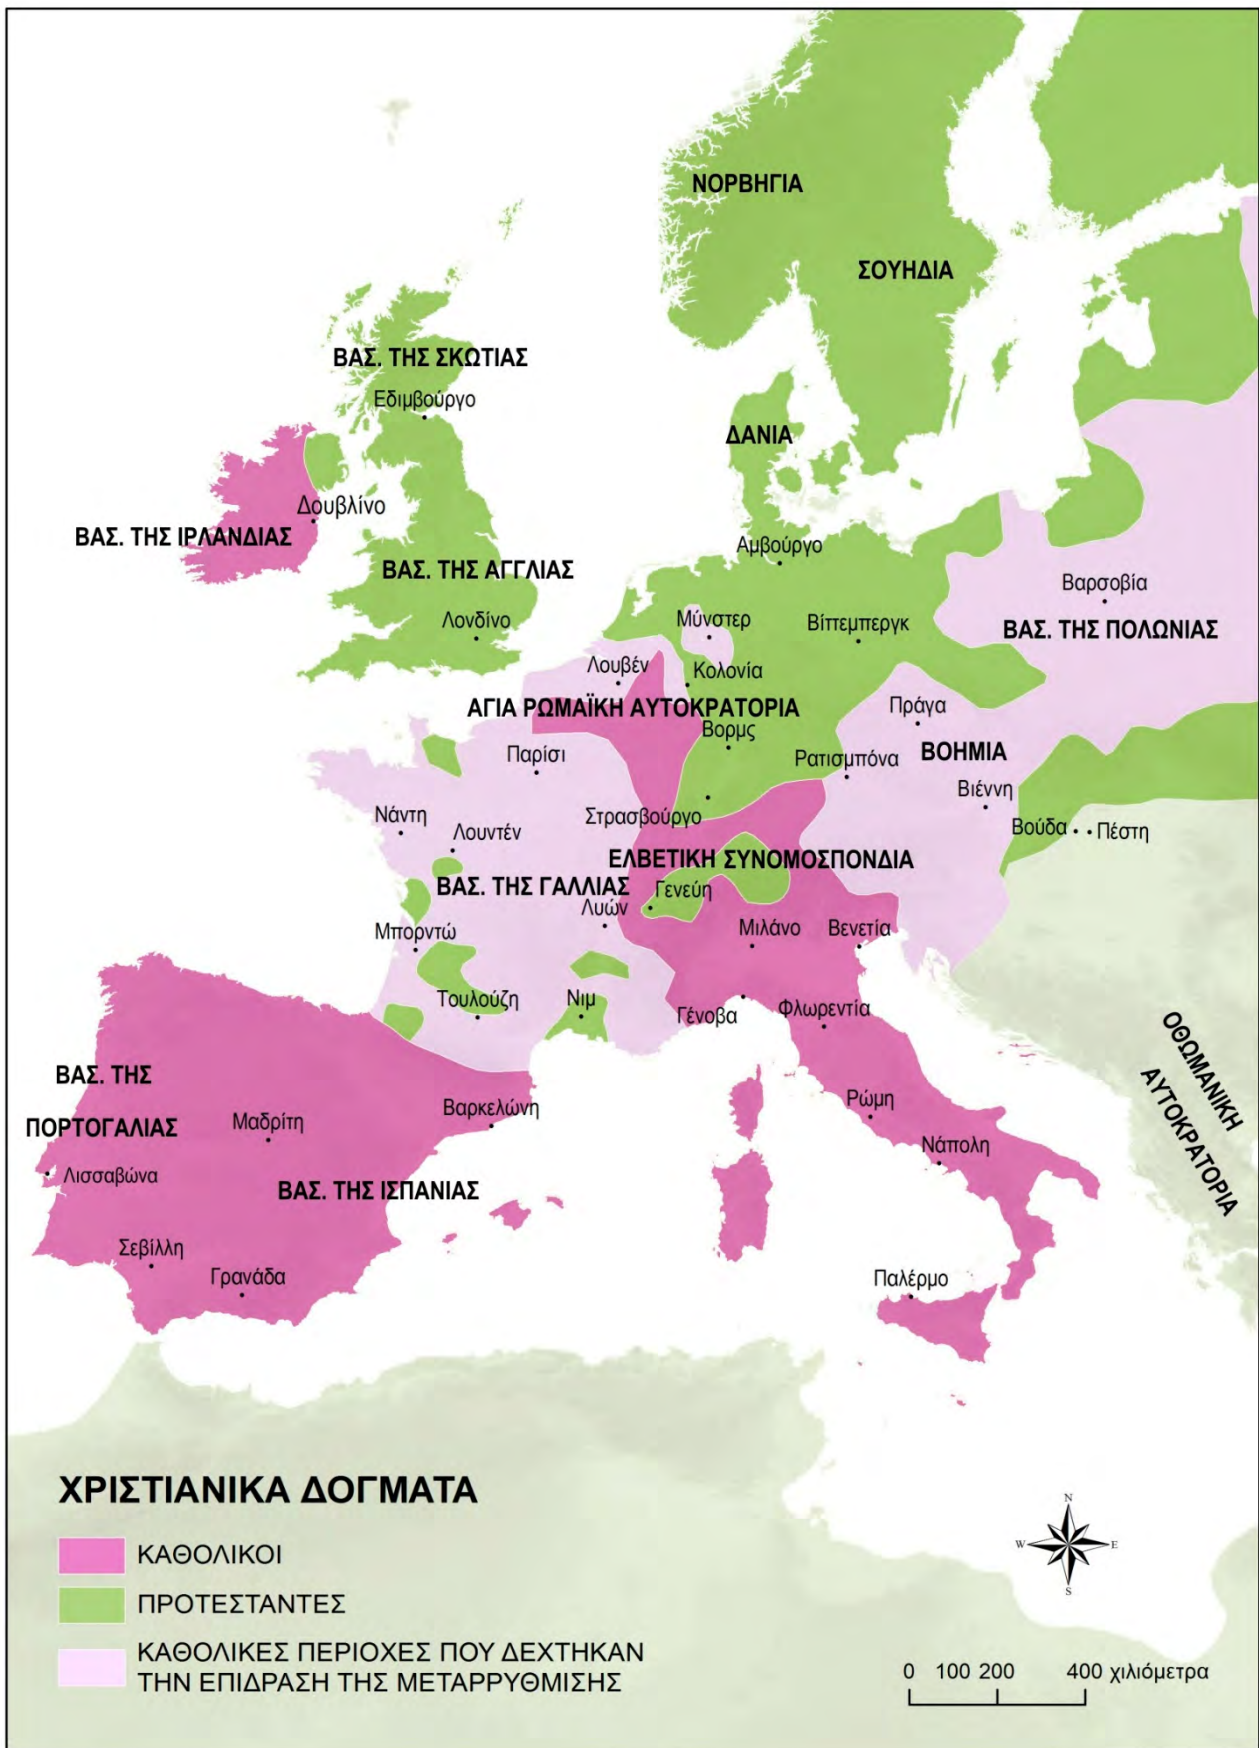 ΝΟΡΒΗΓΙΑ
ΣΟΥΗΔΙΑ
ΒΑΣ. ΤΗΣ ΣΚΩΤΙΑΣ
Εδιμβούργο
ΔΑΝΙΑ
Δουβλίνο
ΒΑΣ. ΤΗΣ ΙΡΛΑΝΔΙΑΣ
Αμβούργο
ΒΑΣ. ΤΗΣ ΑΓΓΛΙΑΣ
Βαρσοβία
Λονδίνο
Μύνστερ
Βίττεμπεργκ
ΒΑΣ. ΤΗΣ ΠΟΛΩΝΙΑΣ
Λουβέν
Κολονία
ΑΓΙΑ ΡΩΜΑΪΚΗ ΑΥΤΟΚΡΑΤΟΡΙΑ
Πράγα
Βορμς
ΒΟΗΜΙΑ
Παρίσι
Ρατισμπόνα
Βιέννη
Στρασβούργο
Νάντη
Λουντέν
Βούδα
Πέστη
ΕΛΒΕΤΙΚΗ ΣΥΝΟΜΟΣΠΟΝΔΙΑ
ΒΑΣ. ΤΗΣ ΓΑΛΛΙΑΣ
Γενεύη
Λυών
Μπορντώ
Μιλάνο
Βενετία
Τουλούζη
Νιμ
Γένοβα
Φλωρεντία
ΟΘΩΜΑΝΙΚΗ
ΑΥΤΟΚΡΑΤΟΡΙΑ
ΒΑΣ. ΤΗΣ
ΠΟΡΤΟΓΑΛΙΑΣ
Μαδρίτη
Βαρκελώνη
Ρώμη
Νάπολη
Λισσαβώνα
ΒΑΣ. ΤΗΣ ΙΣΠΑΝΙΑΣ
Σεβίλλη
Γρανάδα
Παλέρμο
ΧΡΙΣΤΙΑΝΙΚΑ ΔΟΓΜΑΤΑ
ΚΑΘΟΛΙΚΟΙ
ΠΡΟΤΕΣΤΑΝΤΕΣ
ΚΑΘΟΛΙΚΕΣ ΠΕΡΙΟΧΕΣ ΠΟΥ ΔΕΧΤΗΚΑΝ
ΤΗΝ ΕΠΙΔΡΑΣΗ ΤΗΣ ΜΕΤΑΡΡΥΘΜΙΣΗΣ
N
W E
S
0 100 200 400 χιλιόμετρα